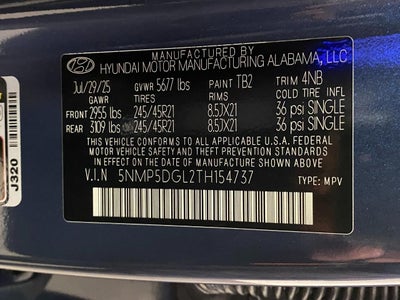 MANUFACTURED BY
HYUNDAI MOTOR MANUFACTURING ALABAMA, LLC
Jul/29/25 GVWR 5677 lbs PAINT TB2 TRIM 4NB
GAWR TIRES RIMS COLD TIRE INFL
FRONT 2955 lbs 245/45R21 8.5JX21 36 psi SINGLE
REAR 3109 lbs 245/45R21 8.5JX21 36 psi SINGLE
THIS VEHICLE CONFORMS TO ALL APPLICABLE U.S.A. FEDERAL
MOTOR VEHICLE SAFETY AND THEFT PREVENTION STANDARDS
IN EFFECT ON THE DATE OF MANUFACTURE SHOWN ABOVE.
V.I.N 5NMP5DGL2TH154737 TYPE: MPV
J320